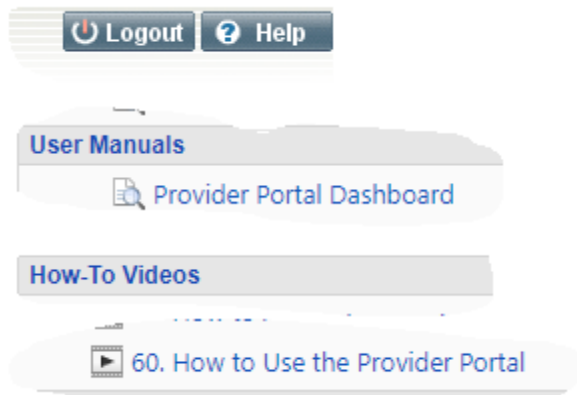 Logout Help
User Manuals
Provider Portal Dashboard
How-To Videos
60. How to Use the Provider Portal